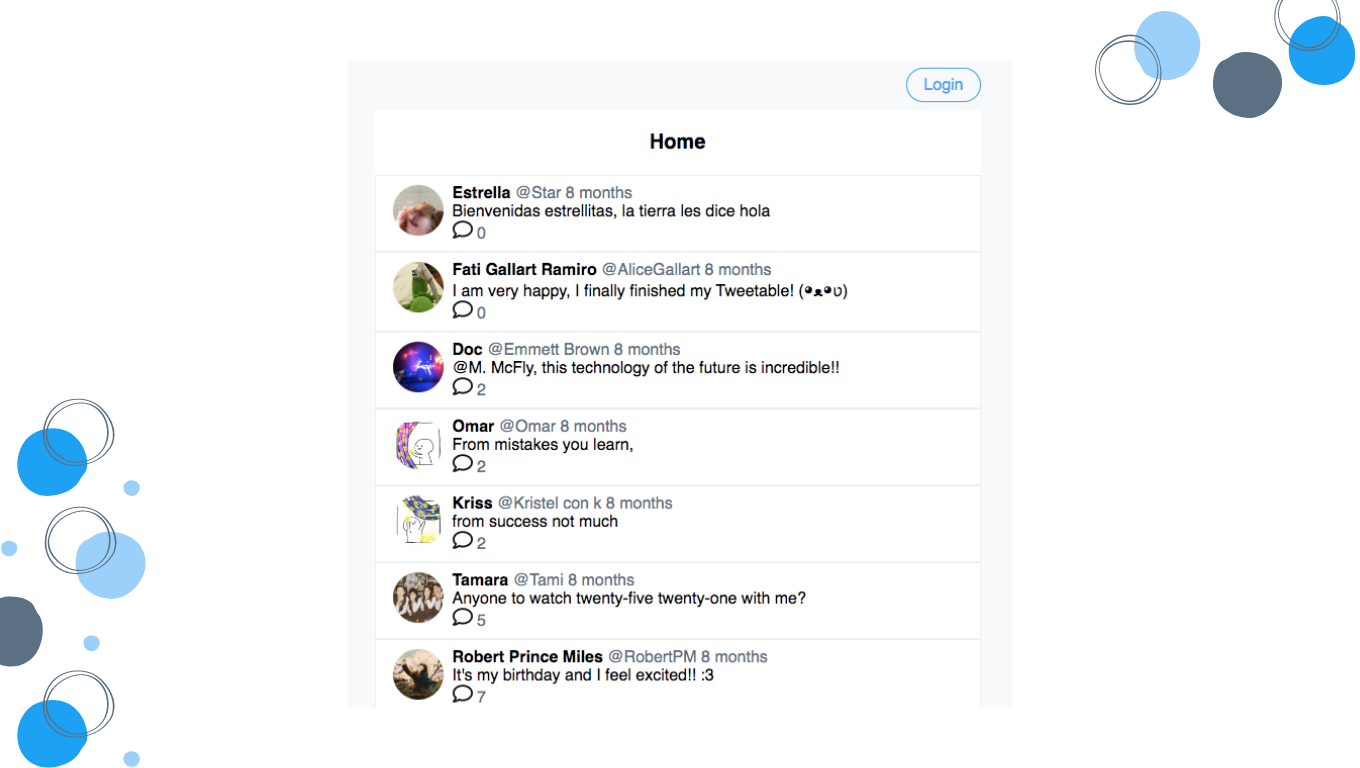 Login
Home
Estrella @Star 8 months
Bienvenidas estrellitas, la tierra les dice hola
0
Fati Gallart Ramiro @AliceGallart 8 months
I am very happy, I finally finished my Tweetable! (◕ᴥ◕ʋ)
0
Doc @Emmett Brown 8 months
@M. McFly, this technology of the future is incredible!!
2
Omar @Omar 8 months
From mistakes you learn,
2
Kriss @Kristel con k 8 months
from success not much
2
Tamara @Tami 8 months
Anyone to watch twenty-five twenty-one with me?
5
Robert Prince Miles @RobertPM 8 months
It's my birthday and I feel excited!! :3
7